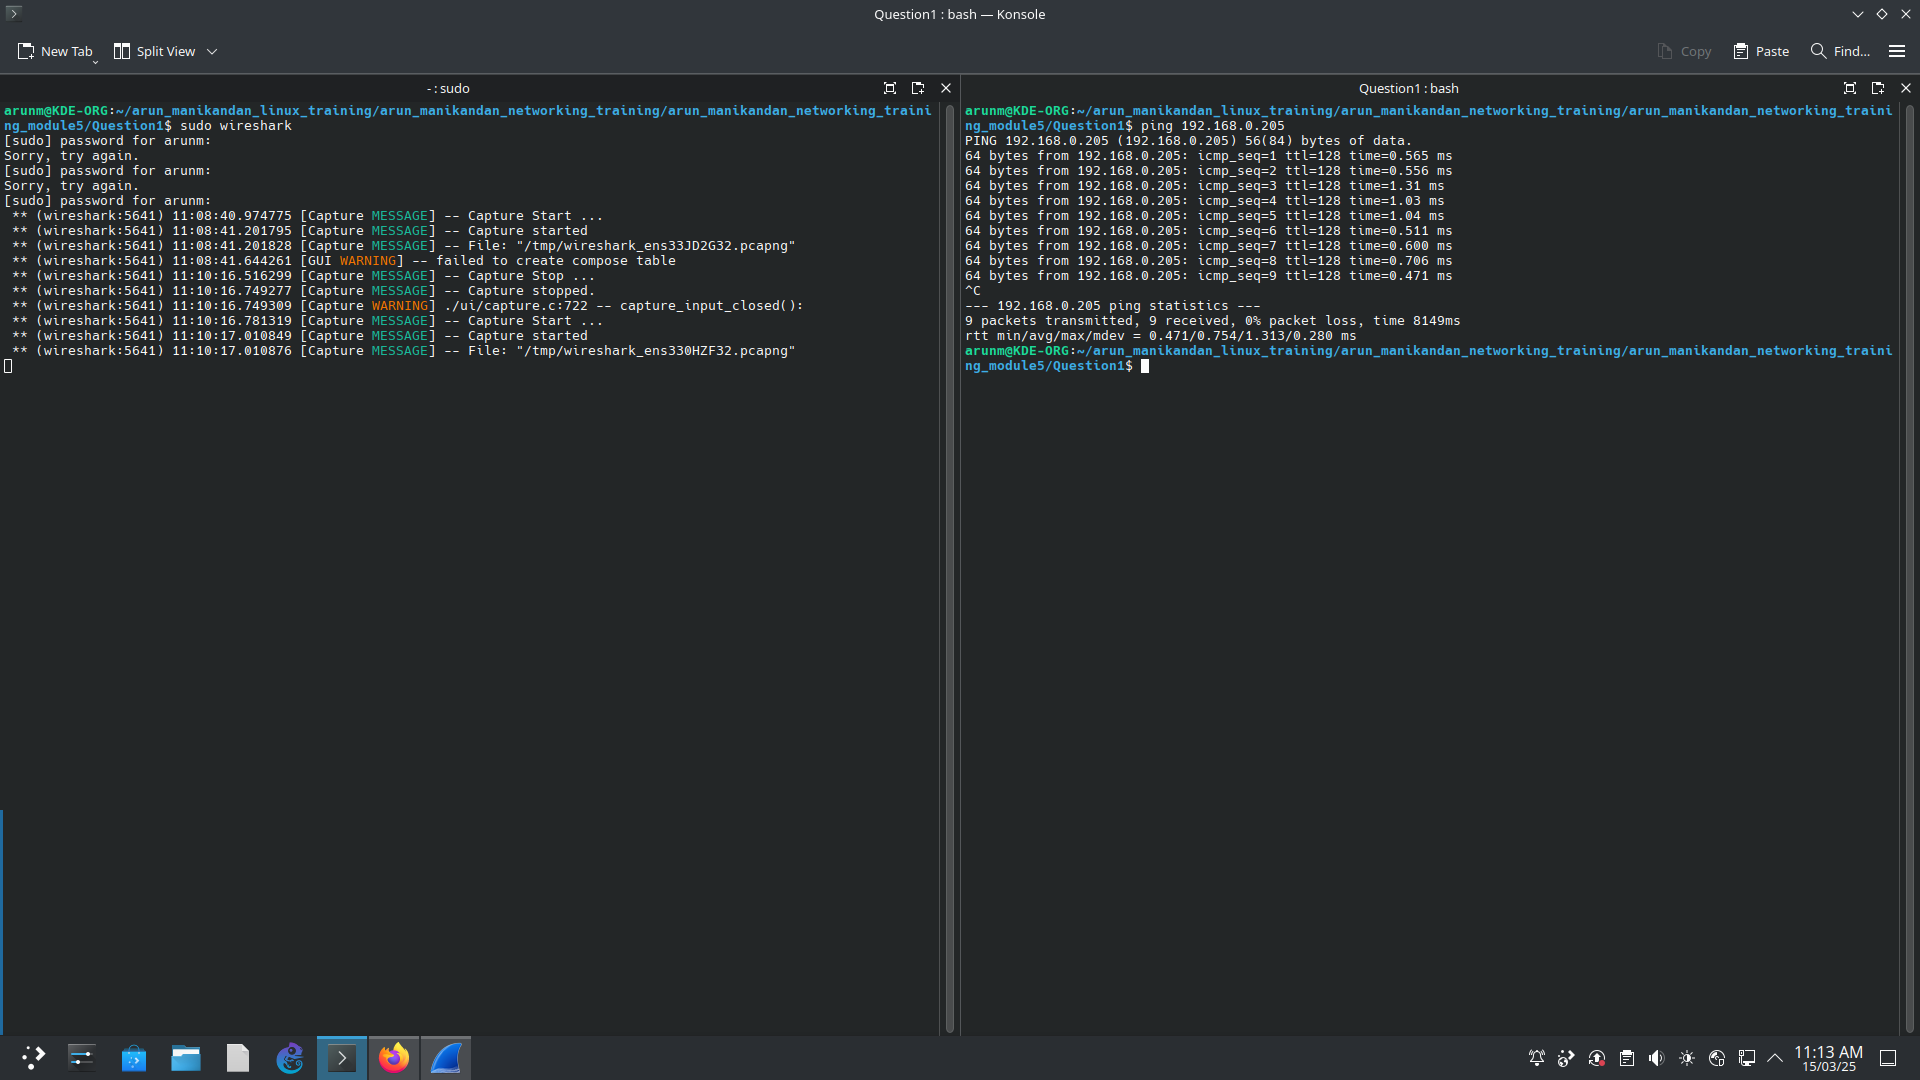 Question1 : bash — Konsole
New Tab
Split View
Copy
Paste
Find...
- : sudo
arunm@KDE-ORG:~/arun_manikandan_linux_training/arun_manikandan_networking_training/arun_manikandan_networking_traini
ng_module5/Question1$ sudo wireshark
[sudo] password for arunm:
Sorry, try again.
[sudo] password for arunm:
Sorry, try again.
[sudo] password for arunm:
** (wireshark:5641) 11:08:40.974775 [Capture MESSAGE] -- Capture Start ...
** (wireshark:5641) 11:08:41.201795 [Capture MESSAGE] -- Capture started
** (wireshark:5641) 11:08:41.201828 [Capture MESSAGE] -- File: "/tmp/wireshark_ens33JD2G32.pcapng"
** (wireshark:5641) 11:08:41.644261 [GUI WARNING] -- failed to create compose table
** (wireshark:5641) 11:10:16.516299 [Capture MESSAGE] -- Capture Stop ...
** (wireshark:5641) 11:10:16.749277 [Capture MESSAGE] -- Capture stopped.
** (wireshark:5641) 11:10:16.749309 [Capture WARNING] ./ui/capture.c:722 -- capture_input_closed():
** (wireshark:5641) 11:10:16.781319 [Capture MESSAGE] -- Capture Start ...
** (wireshark:5641) 11:10:17.010849 [Capture MESSAGE] -- Capture started
** (wireshark:5641) 11:10:17.010876 [Capture MESSAGE] -- File: "/tmp/wireshark_ens330HZF32.pcapng"
Question1 : bash
arunm@KDE-ORG:~/arun_manikandan_linux_training/arun_manikandan_networking_training/arun_manikandan_networking_traini
ng_module5/Question1$ ping 192.168.0.205
PING 192.168.0.205 (192.168.0.205) 56(84) bytes of data.
64 bytes from 192.168.0.205: icmp_seq=1 ttl=128 time=0.565 ms
64 bytes from 192.168.0.205: icmp_seq=2 ttl=128 time=0.556 ms
64 bytes from 192.168.0.205: icmp_seq=3 ttl=128 time=1.31 ms
64 bytes from 192.168.0.205: icmp_seq=4 ttl=128 time=1.03 ms
64 bytes from 192.168.0.205: icmp_seq=5 ttl=128 time=1.04 ms
64 bytes from 192.168.0.205: icmp_seq=6 ttl=128 time=0.511 ms
64 bytes from 192.168.0.205: icmp_seq=7 ttl=128 time=0.600 ms
64 bytes from 192.168.0.205: icmp_seq=8 ttl=128 time=0.706 ms
64 bytes from 192.168.0.205: icmp_seq=9 ttl=128 time=0.471 ms
^C
--- 192.168.0.205 ping statistics ---
9 packets transmitted, 9 received, 0% packet loss, time 8149ms
rtt min/avg/max/mdev = 0.471/0.754/1.313/0.280 ms
arunm@KDE-ORG:~/arun_manikandan_linux_training/arun_manikandan_networking_training/arun_manikandan_networking_traini
ng_module5/Question1$
11:13 AM
15/03/25